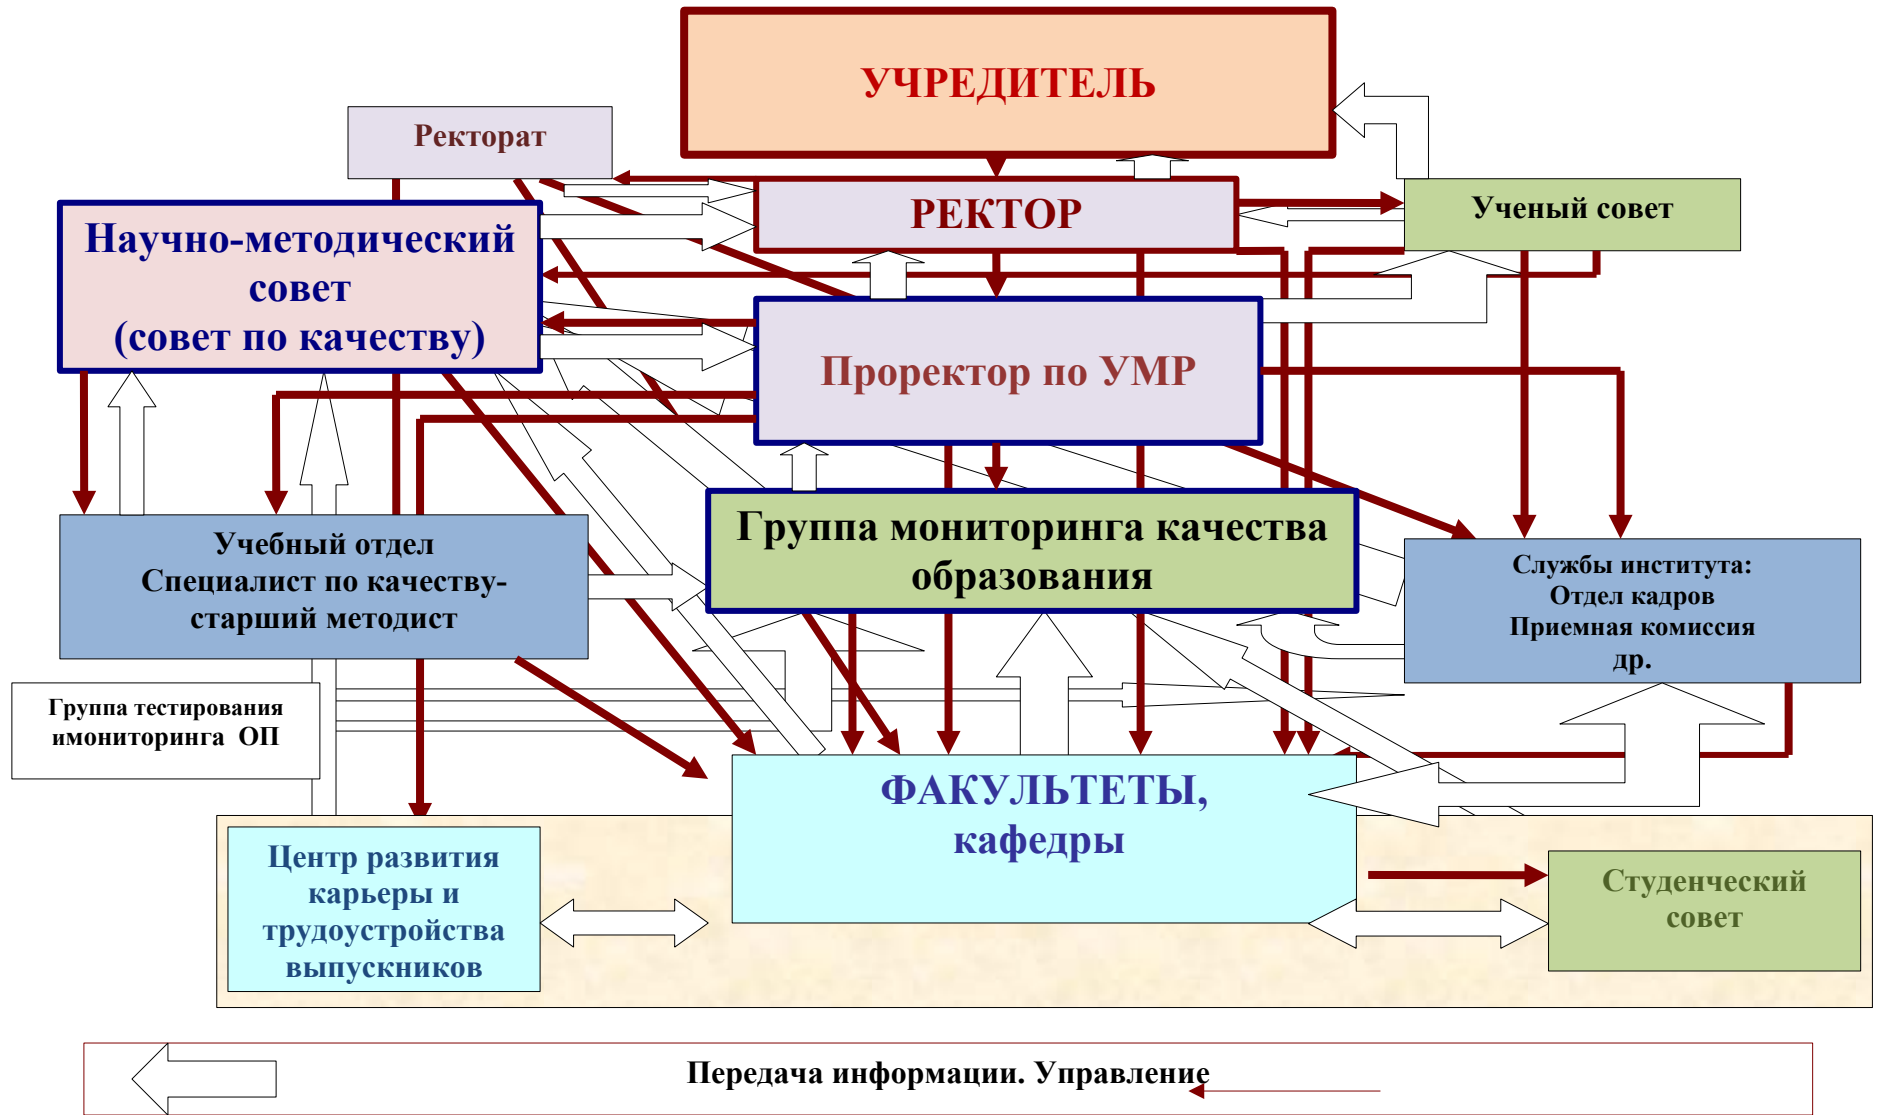 УЧРЕДИТЕЛЬ
Ректорат
РЕКТОР
Ученый совет
Научно-методический
совет
(совет по качеству)
Проректор по УМР
Группа мониторинга качества
образования
Учебный отдел
Специалист по качеству-
старший методист
Службы института:
Отдел кадров
Приемная комиссия
др.
Группа тестирования
имониторинга ОП
ФАКУЛЬТЕТЫ,
кафедры
Центр развития
карьеры и
трудоустройства
выпускников
Студенческий
совет
Передача информации. Управление